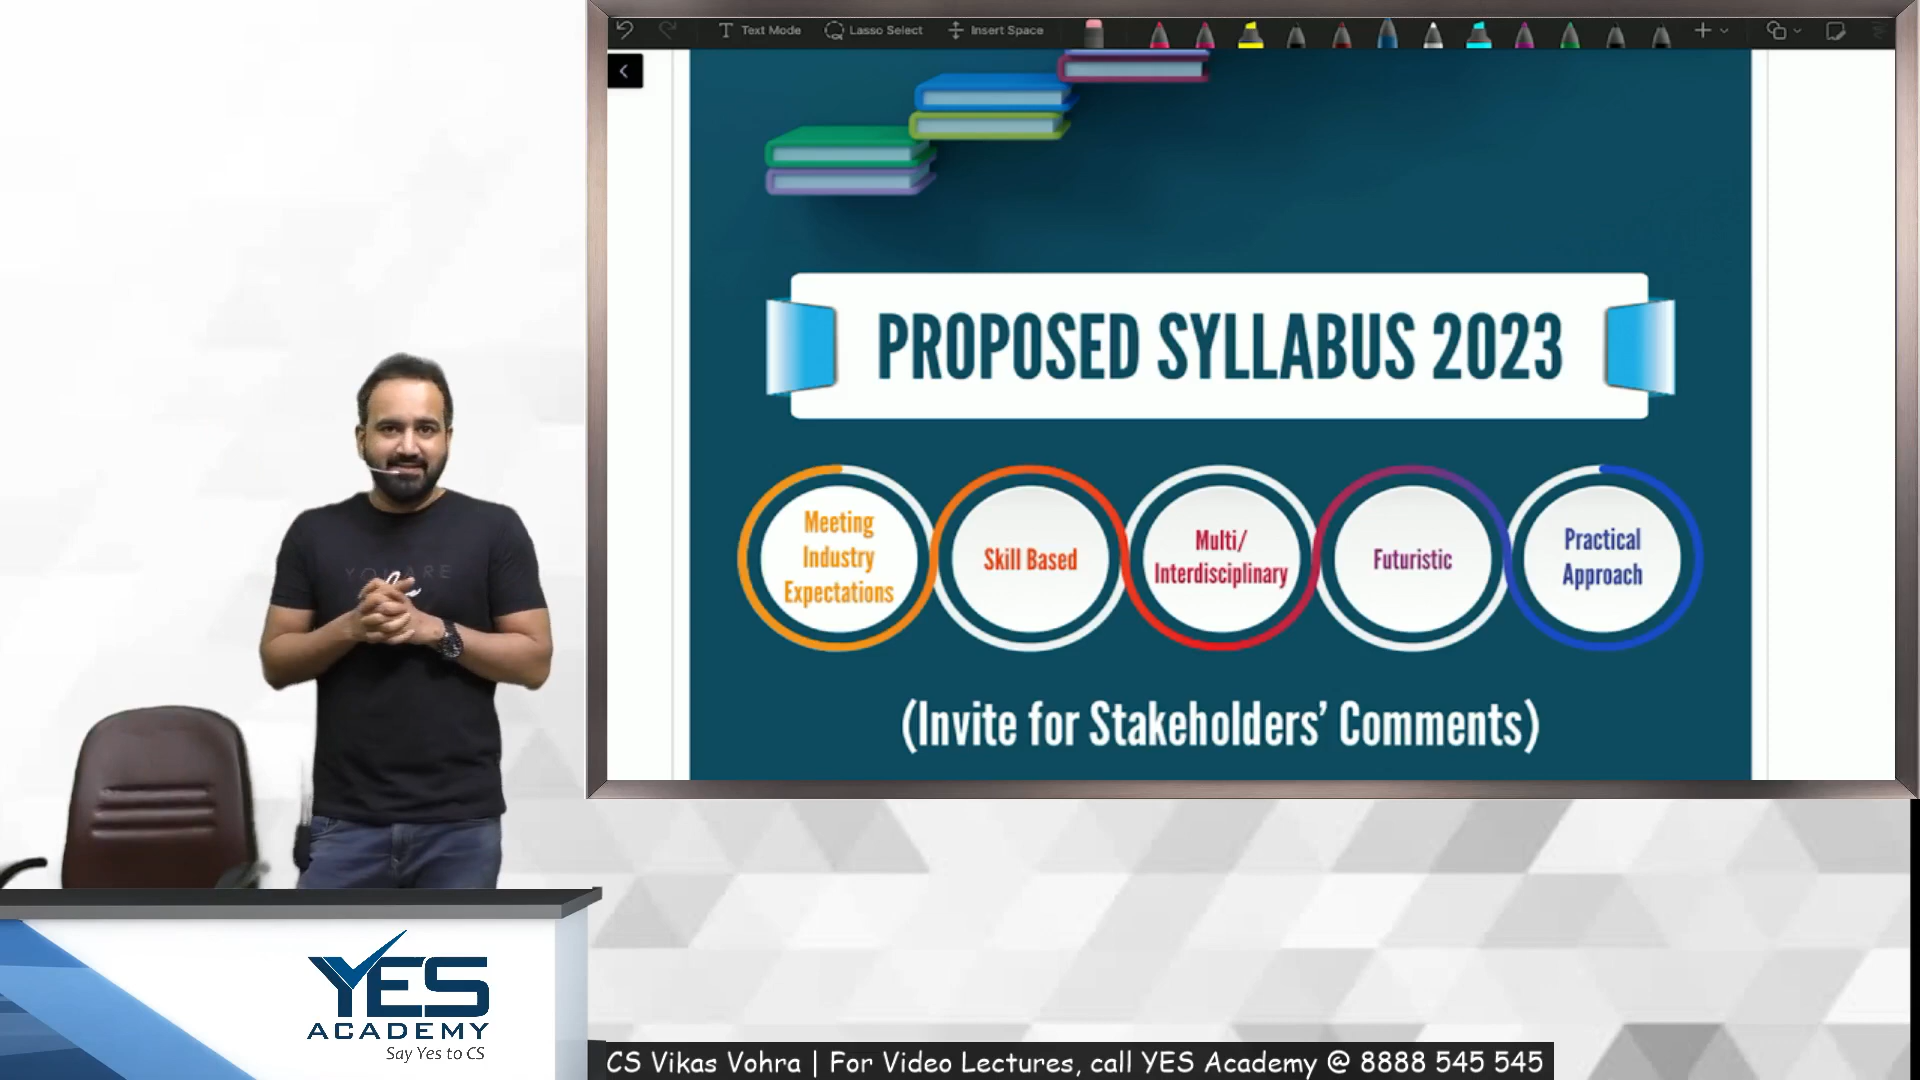 Text Mode
Lasso Select
Insert Space
PROPOSED SYLLABUS 2023
Meeting
Industry
Expectations
Skill Based
Multi/
Interdisciplinary
Futuristic
Practical
Approach
(Invite for Stakeholders’ Comments)
YOU ARE
YES
ACADEMY
Say Yes to CS
CS Vikas Vohra | For Video Lectures, call YES Academy @ 8888 545 545